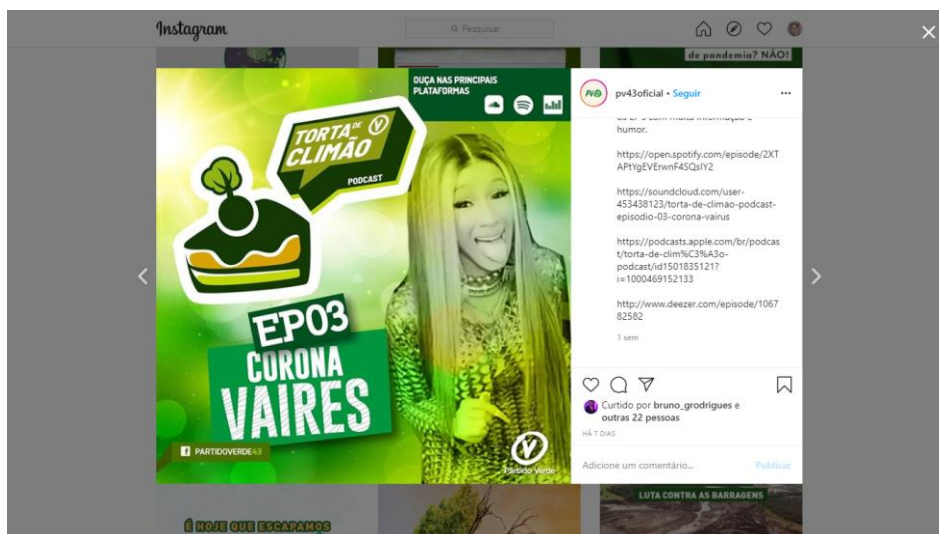 Instagram
Pesquisar
de pandemia? NÃO!
OUÇA NAS PRINCIPAIS
PLATAFORMAS
TORTA DE
CLIMÃO
PODCAST
EP03
CORONA
VAIRES
PARTIDOVERDE43
Partido Verde
pv43oficial • Seguir
humor.
https://open.spotify.com/episode/2XT
APtYgEVErwnF4SQsIY2
https://soundcloud.com/user-
453438123/torta-de-climao-podcast-
episodio-03-corona-vairus
https://podcasts.apple.com/br/podcas
t/torta-de-clim%C3%A3o-
podcast/id1501835121?
i=1000469152133
http://www.deezer.com/episode/1067
82582
1 sem
Curtido por bruno_grodrigues e
outras 22 pessoas
HÁ 7 DIAS
Adicione um comentário...
Publicar
É HOJE QUE ESCAPAMOS
LUTA CONTRA AS BARRAGENS